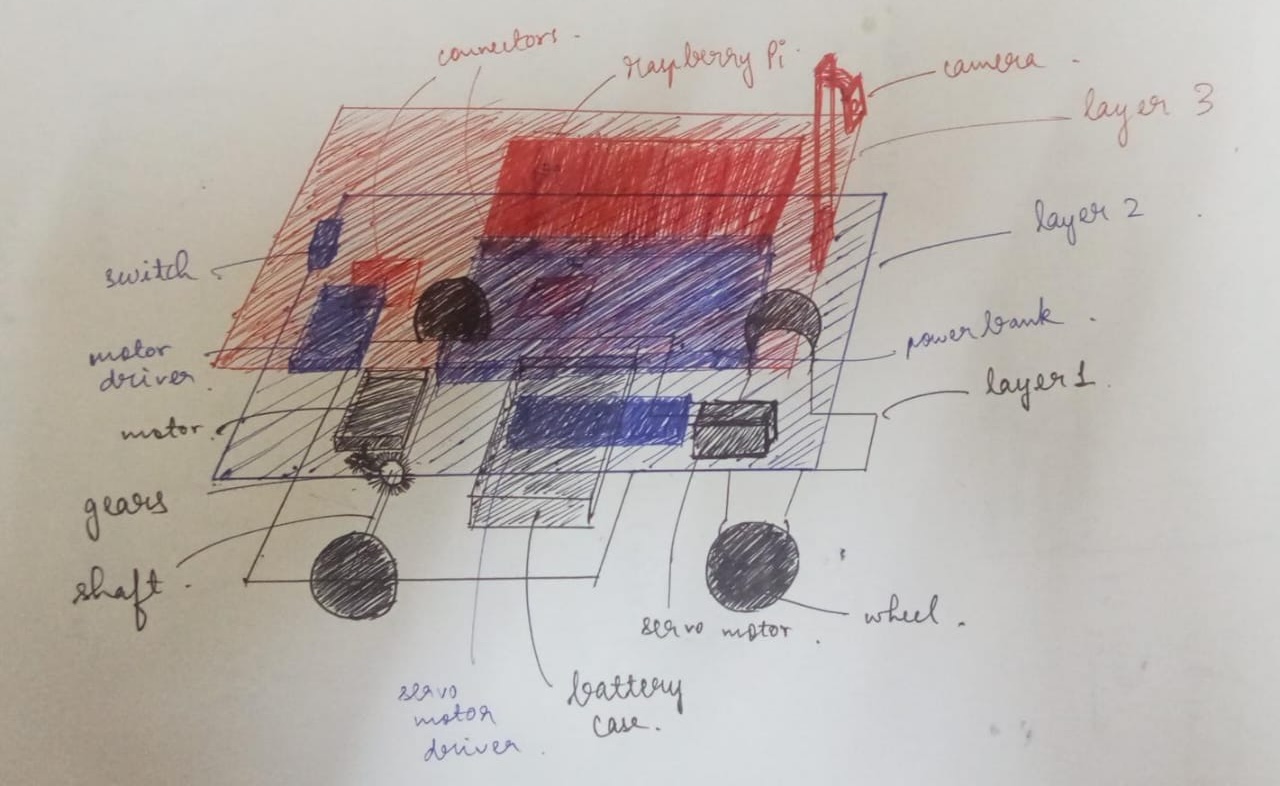 connectors.
raspberry Pi.
camera.
layer 3
layer 2
switch
power bank.
motor
driver.
layer 1.
motor.
gears
shaft.
servo motor.
wheel.
servo
motor
driver.
battery
case.